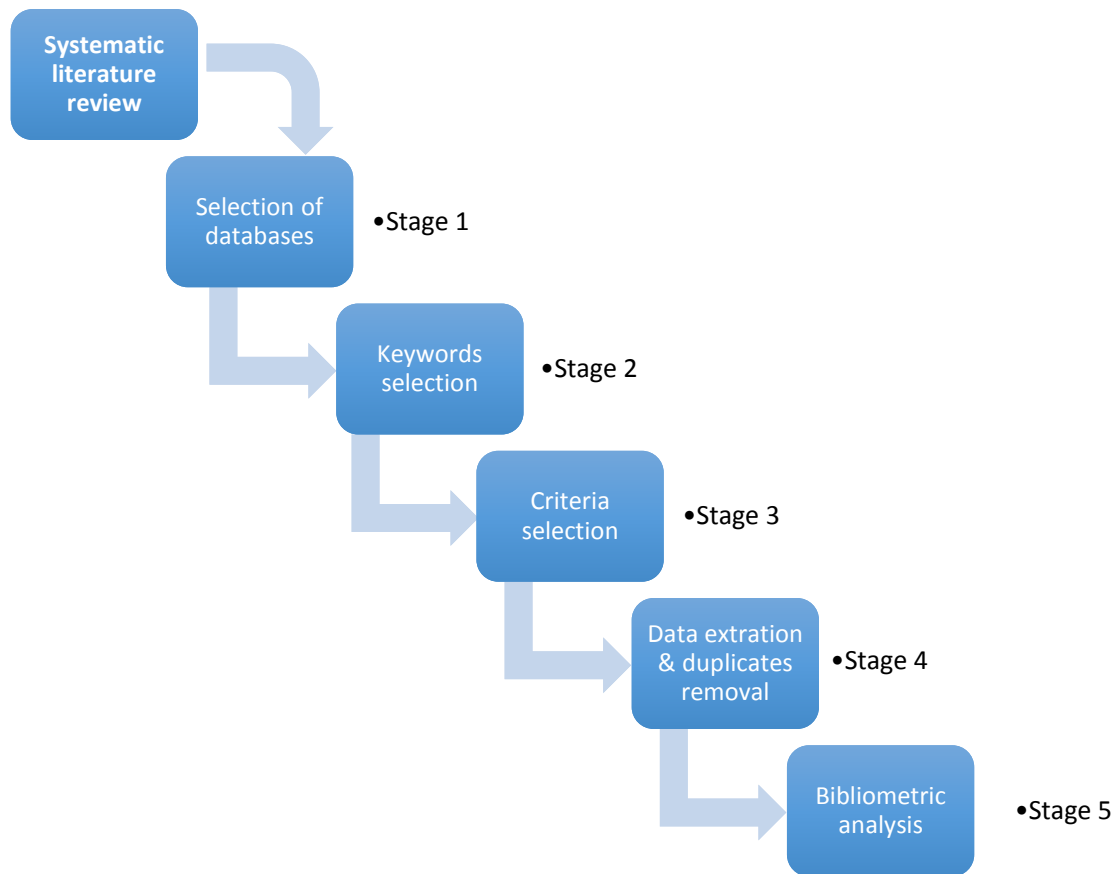 Systematic
literature
review
Selection of
databases
•Stage 1
Keywords
selection
•Stage 2
Criteria
selection
•Stage 3
Data extration
& duplicates
removal
•Stage 4
Bibliometric
analysis
•Stage 5